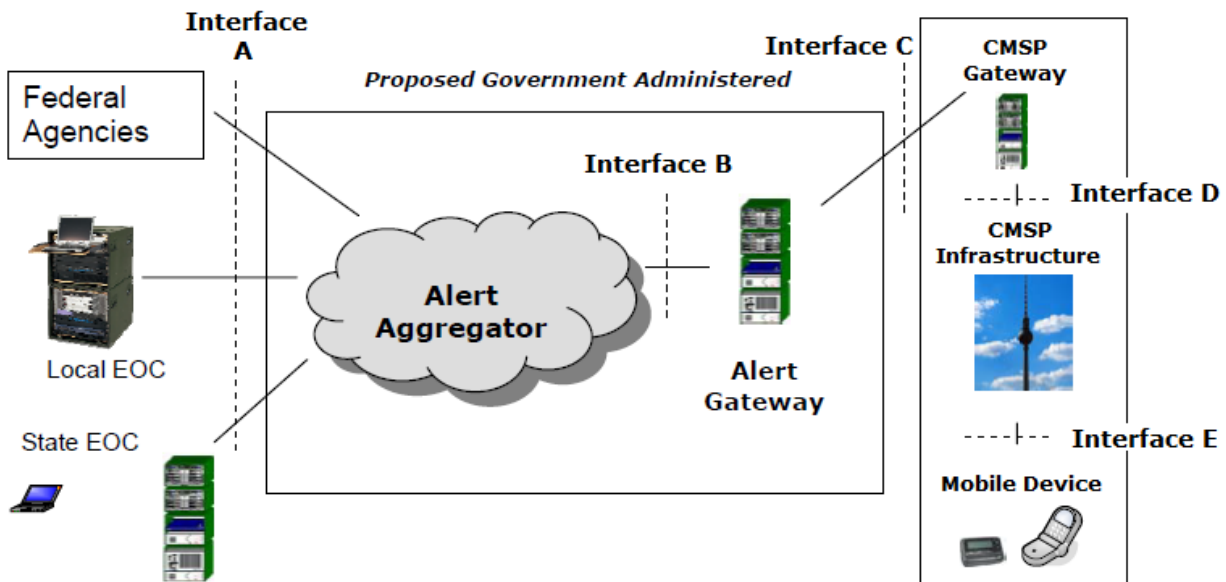 Interface
A
Federal
Agencies
Local EOC
State EOC
Proposed Government Administered
Alert
Aggregator
Interface B
Alert
Gateway
Interface C
CMSP
Gateway
Interface D
CMSP
Infrastructure
Interface E
Mobile Device